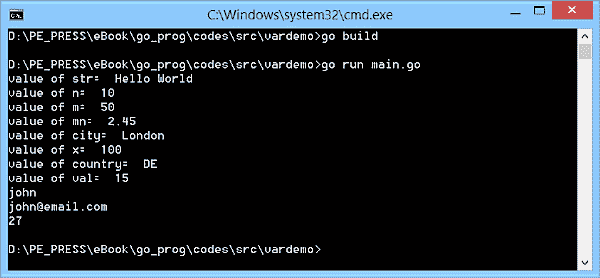 C:\Windows\system32\cmd.exe
D:\PE_PRESS\eBook\go_prog\codes\src\vardemo>go build
D:\PE_PRESS\eBook\go_prog\codes\src\vardemo>go run main.go
value of str=  Hello World
value of n=  10
value of m=  50
value of mn=  2.45
value of city=  London
value of x=  100
value of country=  DE
value of val=  15
john
john@email.com
27
D:\PE_PRESS\eBook\go_prog\codes\src\vardemo>